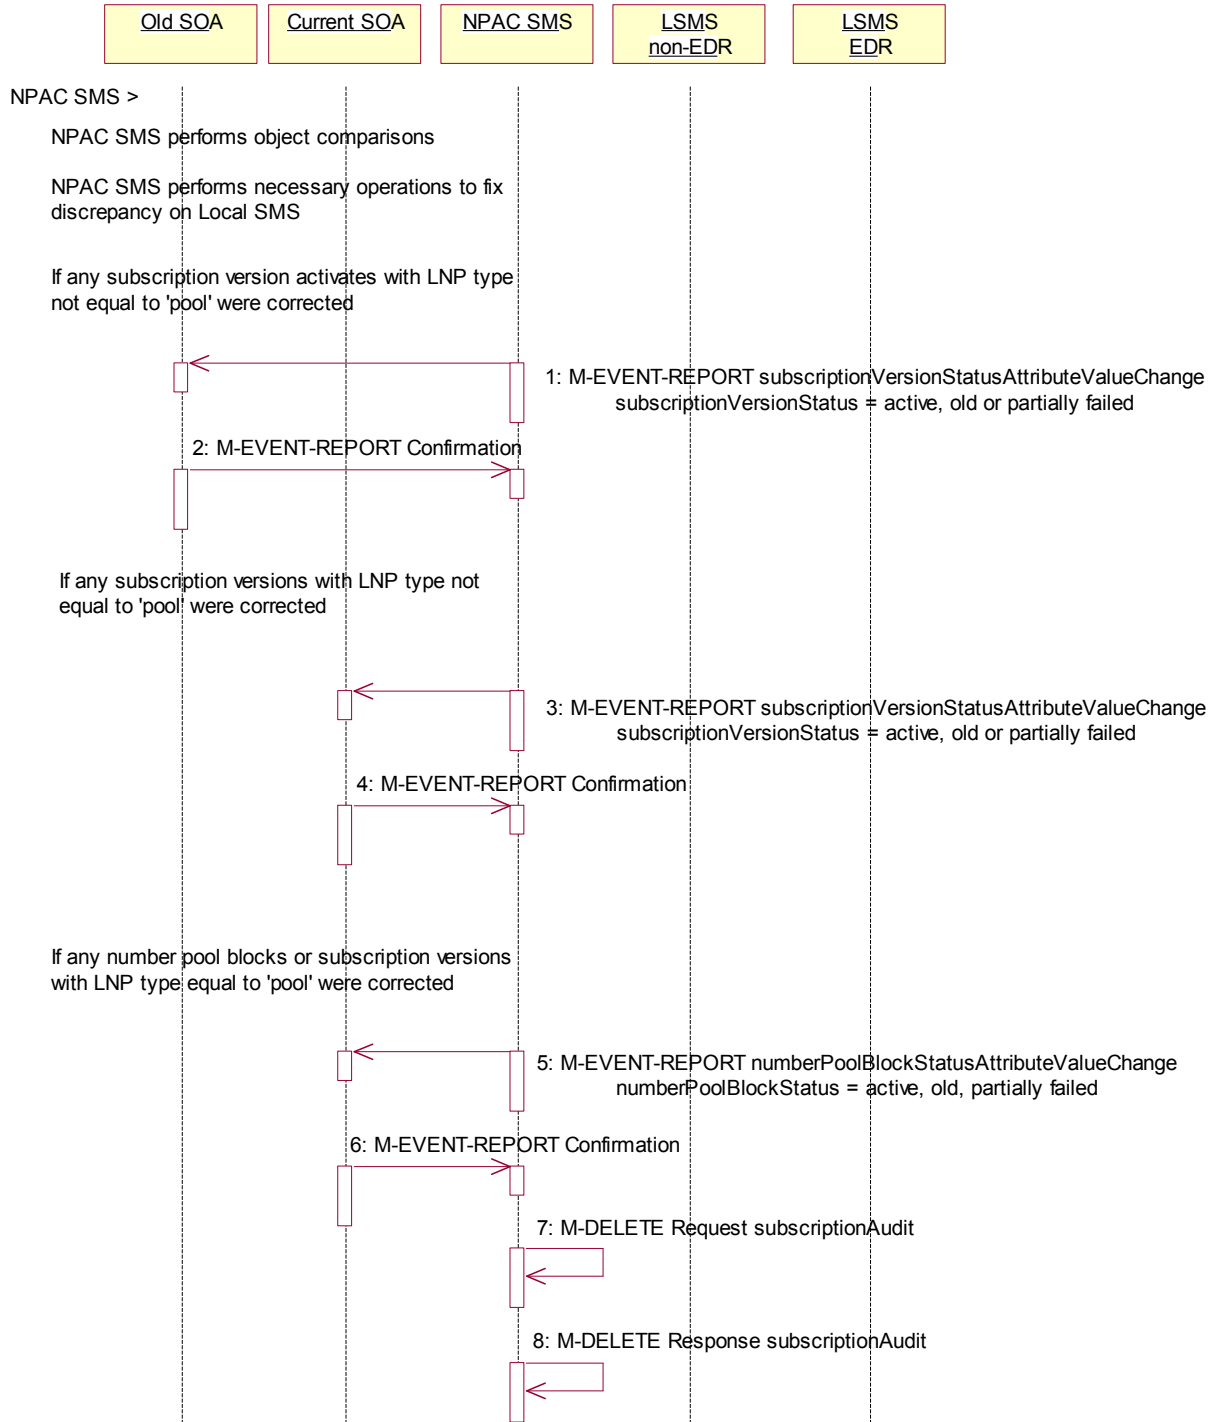 Old SOA
Current SOA
NPAC SMS
LSMS
non-EDR
LSMS
EDR
NPAC SMS >
NPAC SMS performs object comparisons
NPAC SMS performs necessary operations to fix
discrepancy on Local SMS
If any subscription version activates with LNP type
not equal to 'pool' were corrected
1: M-EVENT-REPORT subscriptionVersionStatusAttributeValueChange
subscriptionVersionStatus = active, old or partially failed
2: M-EVENT-REPORT Confirmation
If any subscription versions with LNP type not
equal to 'pool' were corrected
3: M-EVENT-REPORT subscriptionVersionStatusAttributeValueChange
subscriptionVersionStatus = active, old or partially failed
4: M-EVENT-REPORT Confirmation
If any number pool blocks or subscription versions
with LNP type equal to 'pool' were corrected
5: M-EVENT-REPORT numberPoolBlockStatusAttributeValueChange
numberPoolBlockStatus = active, old, partially failed
6: M-EVENT-REPORT Confirmation
7: M-DELETE Request subscriptionAudit
8: M-DELETE Response subscriptionAudit